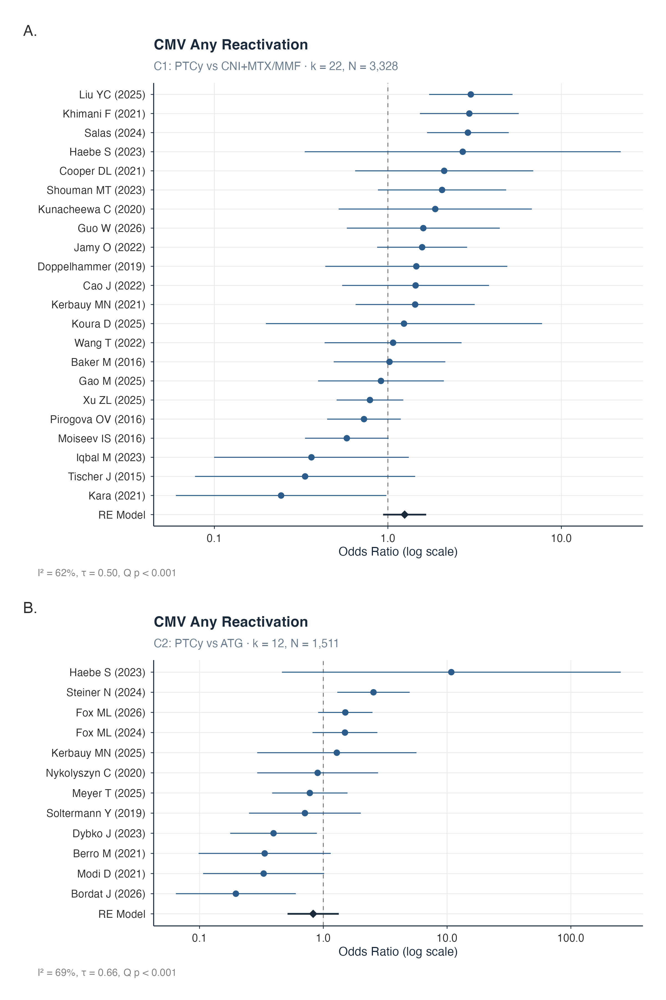 A.
CMV Any Reactivation
C1: PTCy vs CNI+MTX/MMF · k = 22, N = 3,328
Liu YC (2025)
Khimani F (2021)
Salas (2024)
Haebe S (2023)
Cooper DL (2021)
Shouman MT (2023)
Kunacheewa C (2020)
Guo W (2026)
Jamy O (2022)
Doppelhammer (2019)
Cao J (2022)
Kerbauy MN (2021)
Koura D (2025)
Wang T (2022)
Baker M (2016)
Gao M (2025)
Xu ZL (2025)
Pirogova OV (2016)
Moiseev IS (2016)
Iqbal M (2023)
Tischer J (2015)
Kara (2021)
RE Model
0.1 1.0 10.0
Odds Ratio (log scale)
I² = 62%, τ = 0.50, Q p < 0.001
B.
CMV Any Reactivation
C2: PTCy vs ATG · k = 12, N = 1,511
Haebe S (2023)
Steiner N (2024)
Fox ML (2026)
Fox ML (2024)
Kerbauy MN (2025)
Nykolyszyn C (2020)
Meyer T (2025)
Soltermann Y (2019)
Dybko J (2023)
Berro M (2021)
Modi D (2021)
Bordat J (2026)
RE Model
0.1 1.0 10.0 100.0
Odds Ratio (log scale)
I² = 69%, τ = 0.66, Q p < 0.001